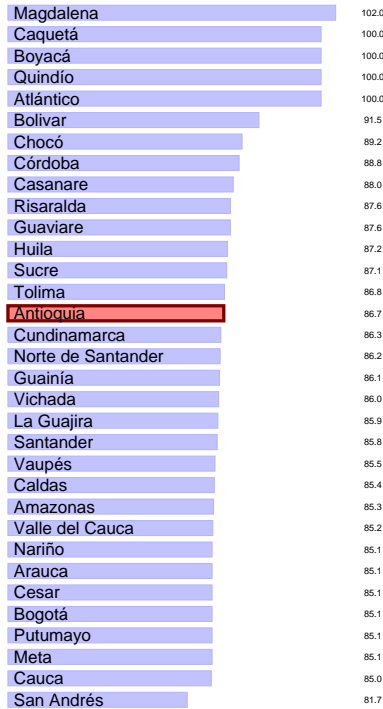 Magdalena 102.0
Caquetá 100.0
Boyacá 100.0
Quindío 100.0
Atlántico 100.0
Bolivar 91.5
Chocó 89.2
Córdoba 88.8
Casanare 88.0
Risaralda 87.6
Guaviare 87.6
Huila 87.2
Sucre 87.1
Tolima 86.8
Antioquia 86.7
Cundinamarca 86.3
Norte de Santander 86.2
Guainía 86.1
Vichada 86.0
La Guajira 85.9
Santander 85.8
Vaupés 85.5
Caldas 85.4
Amazonas 85.3
Valle del Cauca 85.2
Nariño 85.1
Arauca 85.1
Cesar 85.1
Bogotá 85.1
Putumayo 85.1
Meta 85.1
Cauca 85.0
San Andrés 81.7